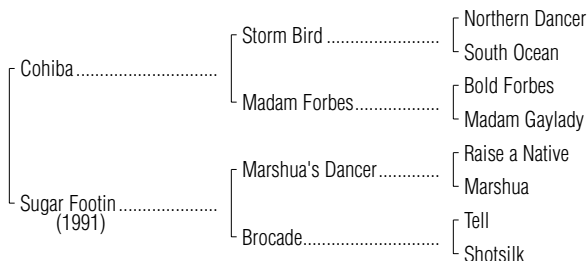 Northern Dancer
Storm Bird ........................
South Ocean
Cohiba ..............................
Bold Forbes
Madam Forbes..................
Madam Gaylady
Raise a Native
Marshua's Dancer.............
Marshua
Sugar Footin .....................
(1991)
Tell
Brocade.............................
Shotsilk